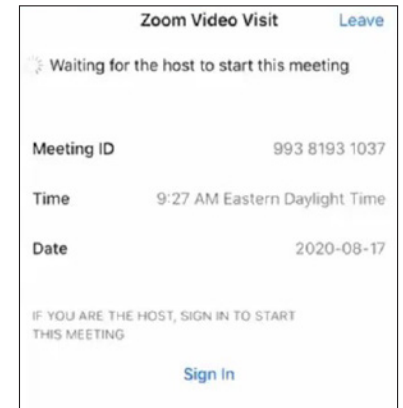 Zoom Video Visit Leave
Waiting for the host to start this meeting
Meeting ID 993 8193 1037
Time 9:27 AM Eastern Daylight Time
Date 2020-08-17
IF YOU ARE THE HOST, SIGN IN TO START
THIS MEETING
Sign In